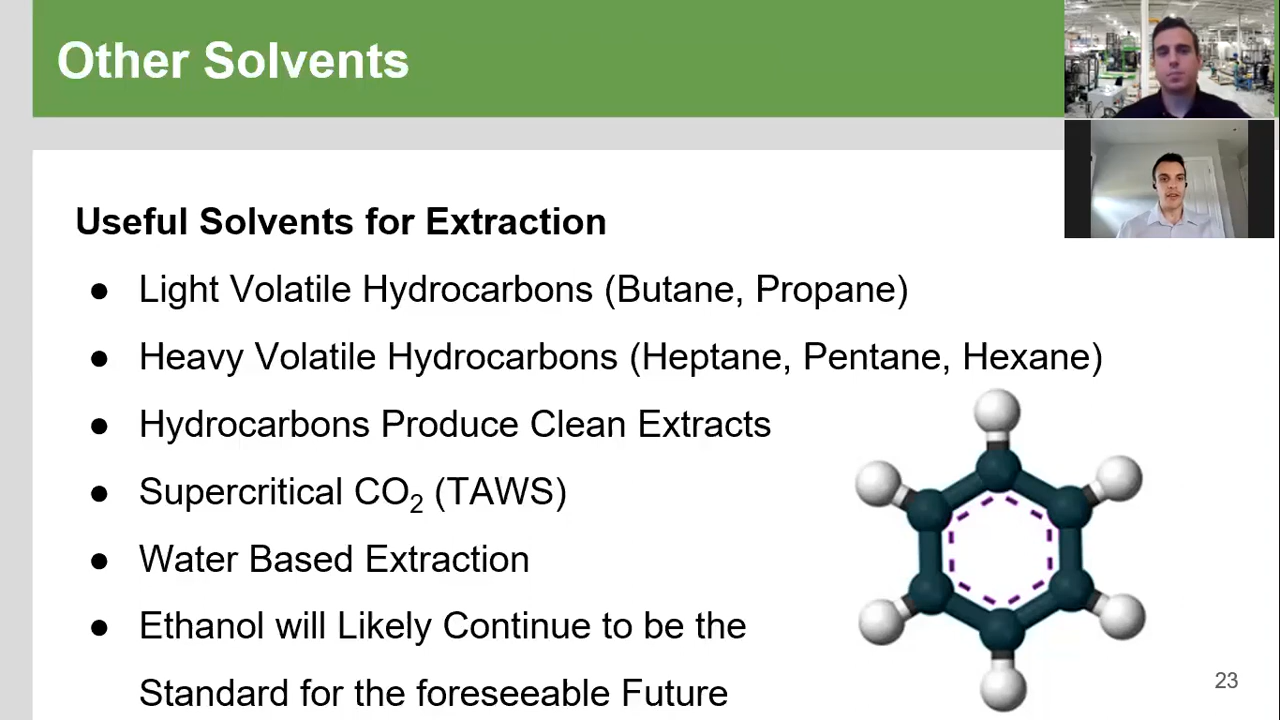 Other Solvents
Useful Solvents for Extraction
● Light Volatile Hydrocarbons (Butane, Propane)
● Heavy Volatile Hydrocarbons (Heptane, Pentane, Hexane)
● Hydrocarbons Produce Clean Extracts
● Supercritical CO₂ (TAWS)
● Water Based Extraction
● Ethanol will Likely Continue to be the
Standard for the foreseeable Future
23